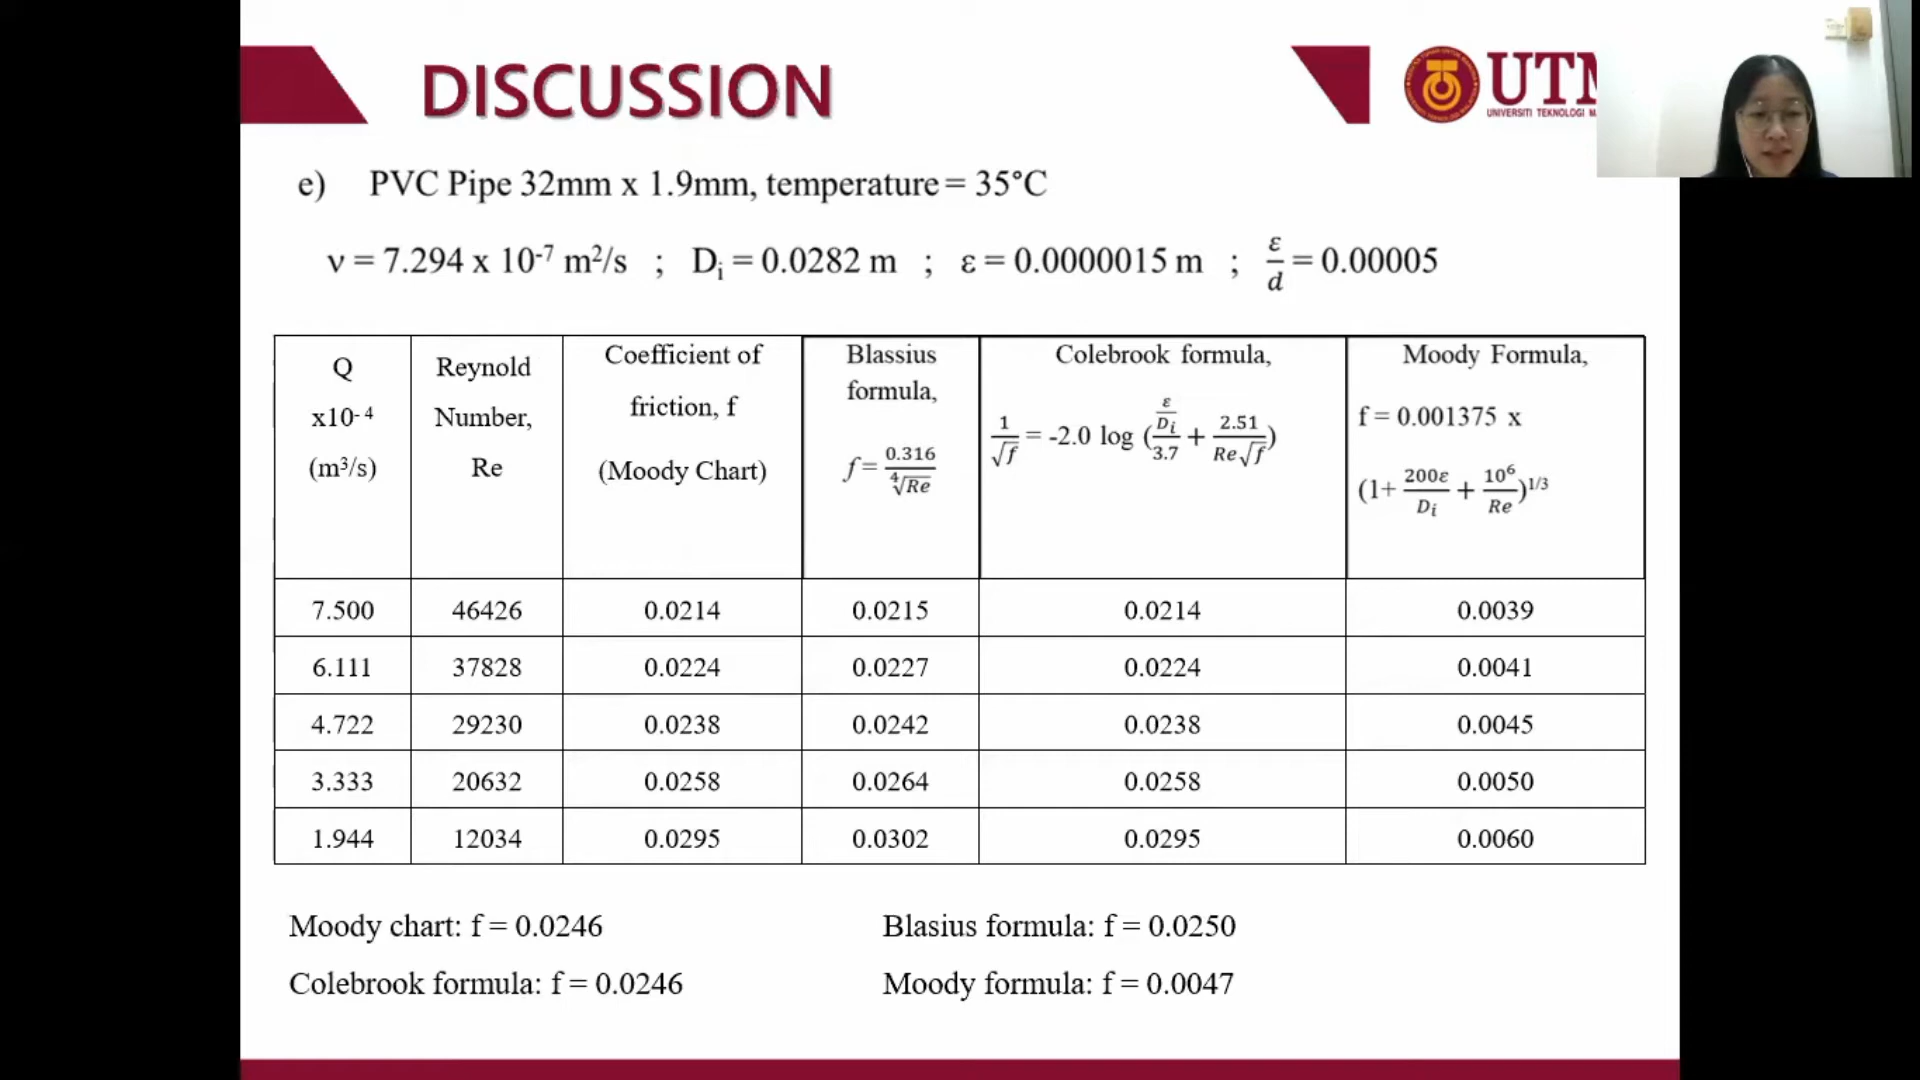 DISCUSSION
UTM
UNIVERSITI TEKNOLOGI
e) PVC Pipe 32mm x 1.9mm, temperature = 35°C
ν = 7.294 x 10⁻⁷ m²/s ; Dᵢ = 0.0282 m ; ε = 0.0000015 m ; ε/d = 0.00005
Q x10⁻⁴ (m³/s)
Reynold Number, Re
Coefficient of friction, f (Moody Chart)
Blassius formula, f = 0.316/∜Re
Colebrook formula, 1/√f = -2.0 log ((ε/Dᵢ)/3.7 + 2.51/(Re√f))
Moody Formula, f = 0.001375 x (1+ 200ε/Dᵢ + 10⁶/Re)^1/3
7.500 46426 0.0214 0.0215 0.0214 0.0039
6.111 37828 0.0224 0.0227 0.0224 0.0041
4.722 29230 0.0238 0.0242 0.0238 0.0045
3.333 20632 0.0258 0.0264 0.0258 0.0050
1.944 12034 0.0295 0.0302 0.0295 0.0060
Moody chart: f = 0.0246 Blasius formula: f = 0.0250
Colebrook formula: f = 0.0246 Moody formula: f = 0.0047